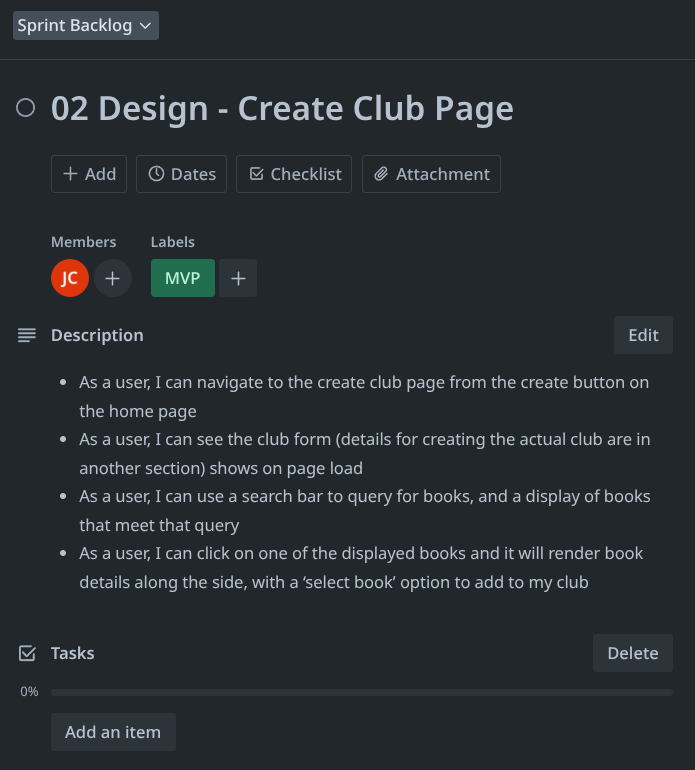 Sprint Backlog
02 Design - Create Club Page
Add
Dates
Checklist
Attachment
Members
Labels
JC
MVP
Description
Edit
As a user, I can navigate to the create club page from the create button on
the home page
As a user, I can see the club form (details for creating the actual club are in
another section) shows on page load
As a user, I can use a search bar to query for books, and a display of books
that meet that query
As a user, I can click on one of the displayed books and it will render book
details along the side, with a ‘select book’ option to add to my club
Tasks
Delete
0%
Add an item